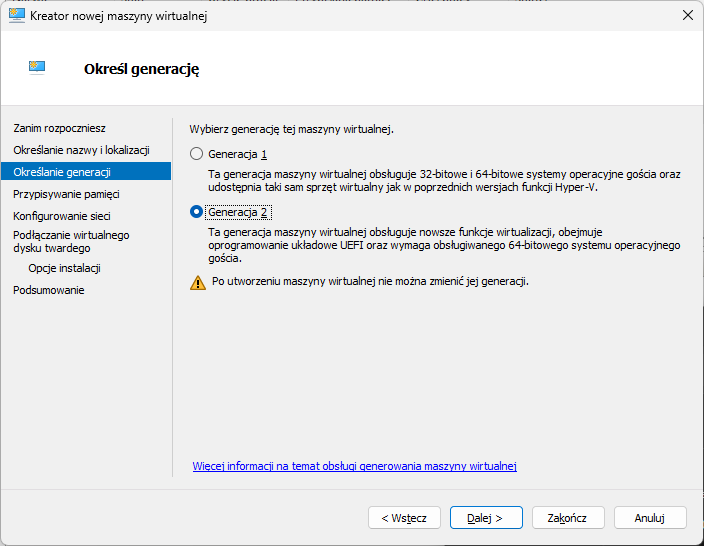 Kreator nowej maszyny wirtualnej
Określ generację
Zanim rozpoczniesz
Określanie nazwy i lokalizacji
Określanie generacji
Przypisywanie pamięci
Konfigurowanie sieci
Podłączanie wirtualnego
dysku twardego
Opcje instalacji
Podsumowanie
Wybierz generację tej maszyny wirtualnej.
Generacja 1
Ta generacja maszyny wirtualnej obsługuje 32-bitowe i 64-bitowe systemy operacyjne gościa oraz
udostępnia taki sam sprzęt wirtualny jak w poprzednich wersjach funkcji Hyper-V.
Generacja 2
Ta generacja maszyny wirtualnej obsługuje nowsze funkcje wirtualizacji, obejmuje
oprogramowanie układowe UEFI oraz wymaga obsługiwanego 64-bitowego systemu operacyjnego
gościa.
Po utworzeniu maszyny wirtualnej nie można zmienić jej generacji.
Więcej informacji na temat obsługi generowania maszyny wirtualnej
< Wstecz
Dalej >
Zakończ
Anuluj